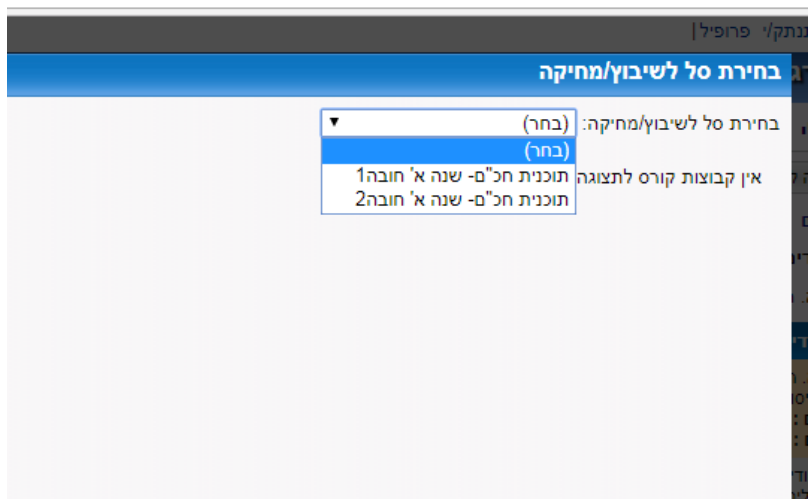 פרופיל|
בחירת סל לשיבוץ/מחיקה
בחירת סל לשיבוץ/מחיקה: (בחר)
(בחר)
תוכנית חכ"ם- שנה א' חובה1
אין קבוצות קורס לתצוגה
תוכנית חכ"ם- שנה א' חובה2